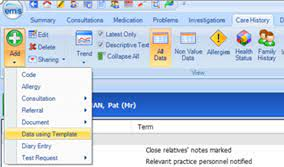 emis
Summary Consultations Medication Problems Investigations Care History
Add
Edit
Delete
Sharing
Trend
Latest Only
Descriptive Text
Collapse All
All Data
Non Value Data
Allergies
Health Status
Family History
View
Code
Allergy
Consultation
Referral
Document
Data using Template
Diary Entry
Test Request
AN, Pat (Mr)
Term
Close relatives' notes marked
Relevant practice personnel notified